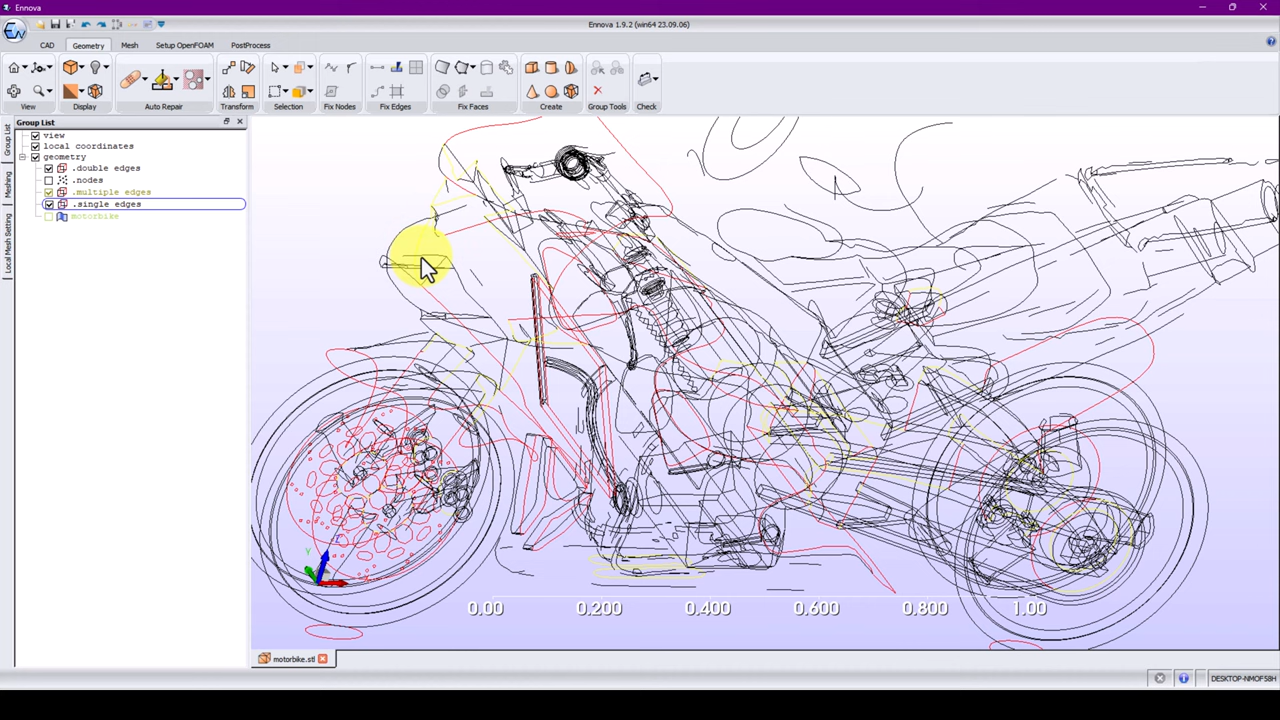 Ennova
Ennova 1.9.2 (win64 23.09.06)
CAD Geometry Mesh Setup OpenFOAM PostProcess
View Display Auto Repair Transform Selection Fix Nodes Fix Edges Fix Faces Create Group Tools Check
Group List
view
local coordinates
geometry
.double edges
.nodes
.multiple edges
.single edges
motorbike
Group List
Meshing
Local Mesh Setting
Y
0.00 0.200 0.400 0.600 0.800 1.00
motorbike.stl
DESKTOP-NMOF58H